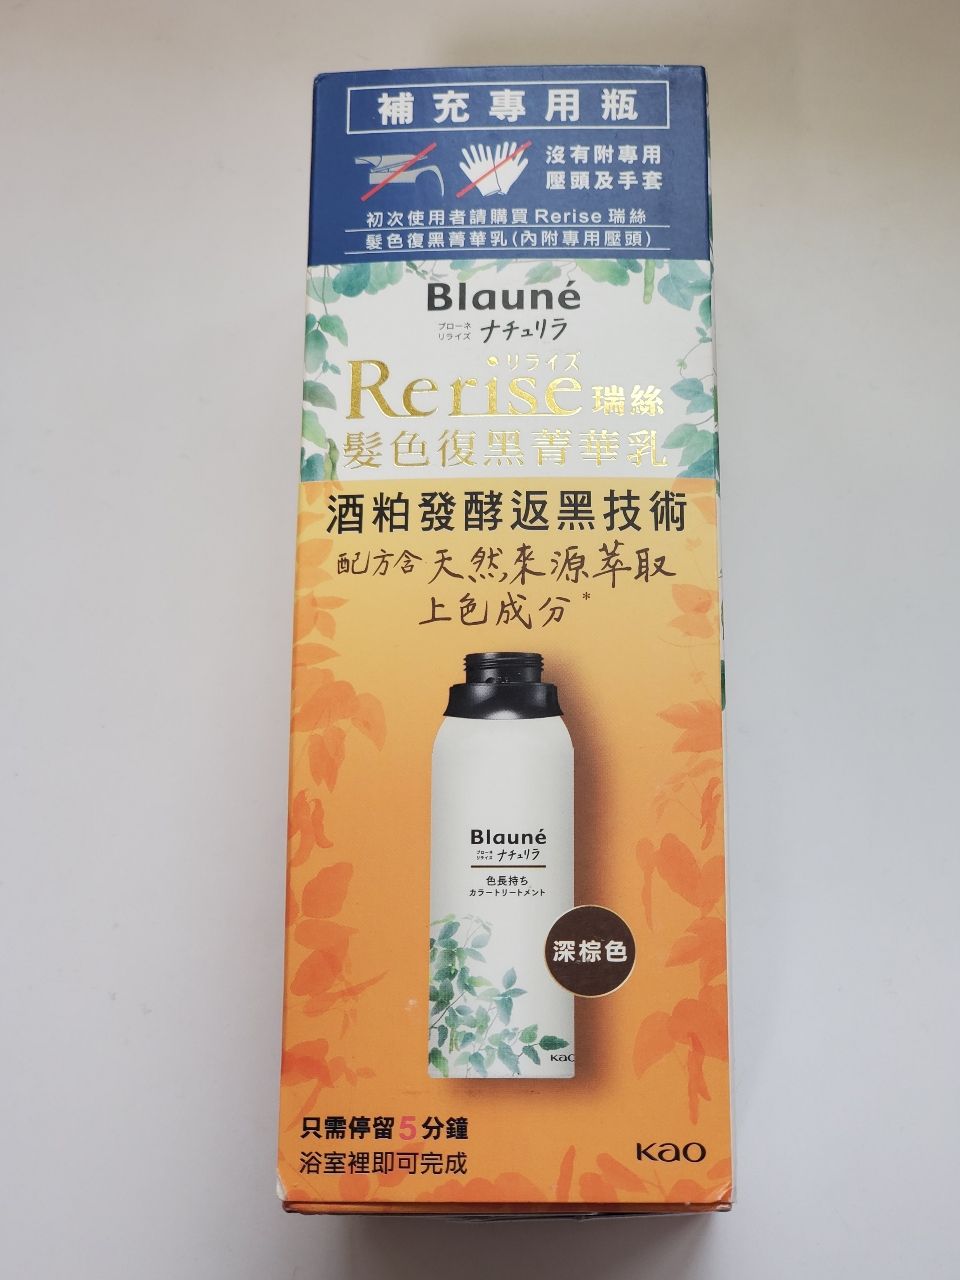 補充專用瓶
沒有附專用
壓頭及手套
初次使用者請購買 Rerise 瑞絲
髮色復黑菁華乳(內附專用壓頭)
Blauné
ブローネ
リライズ
ナチュリラ
リライズ
Rerise 瑞絲
髮色復黑菁華乳
酒粕發酵返黑技術
配方含天然來源萃取
上色成分*
Blauné
ブローネ
リライズ
ナチュリラ
色長持ち
カラートリートメント
深棕色
Kao
只需停留5分鐘
浴室裡即可完成
Kao